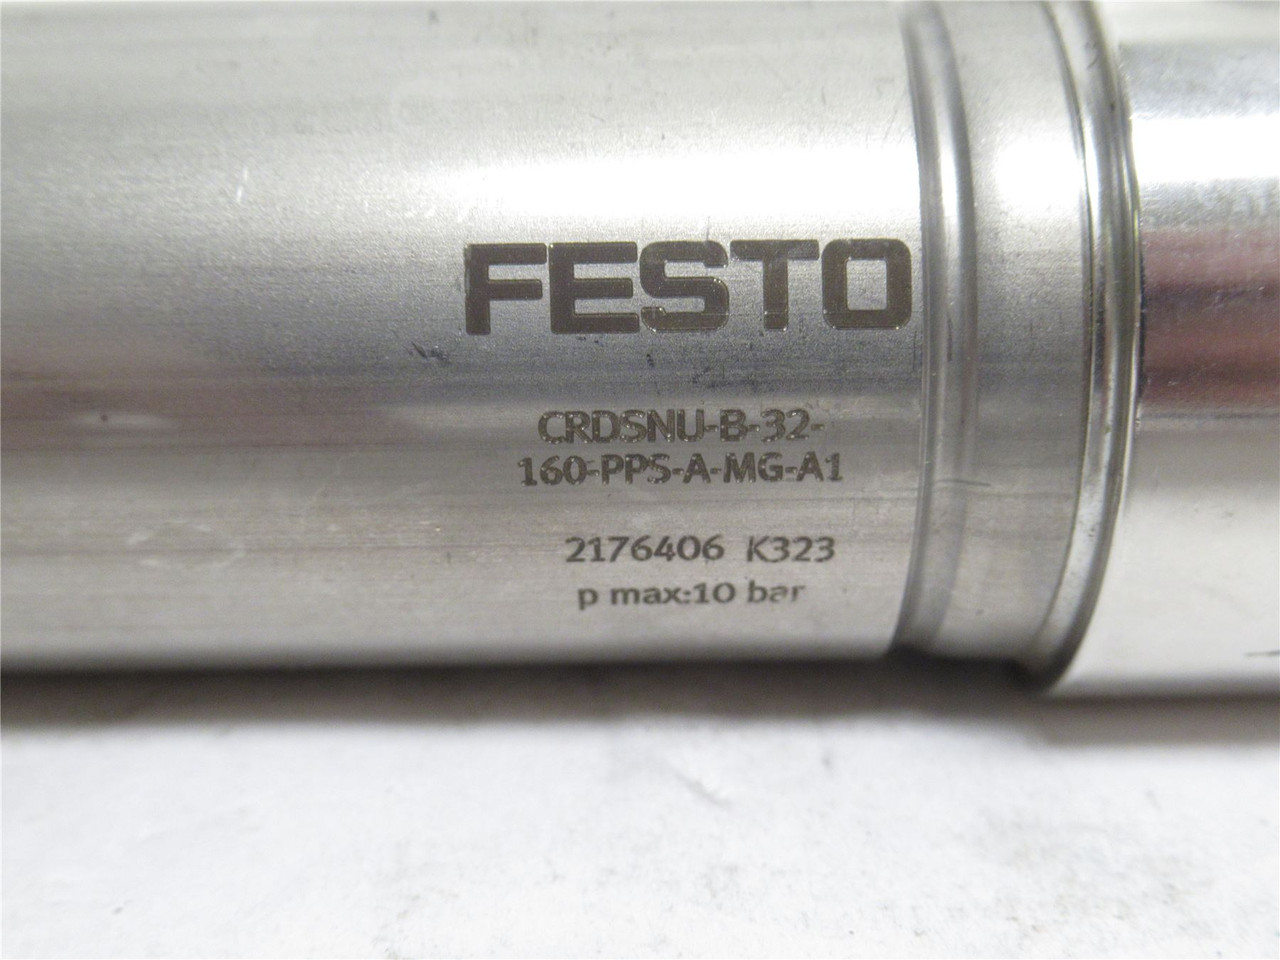 FESTO
CRDSNU-B-32-
160-PPS-A-MG-A1
2176406 K323
p max:10 bar